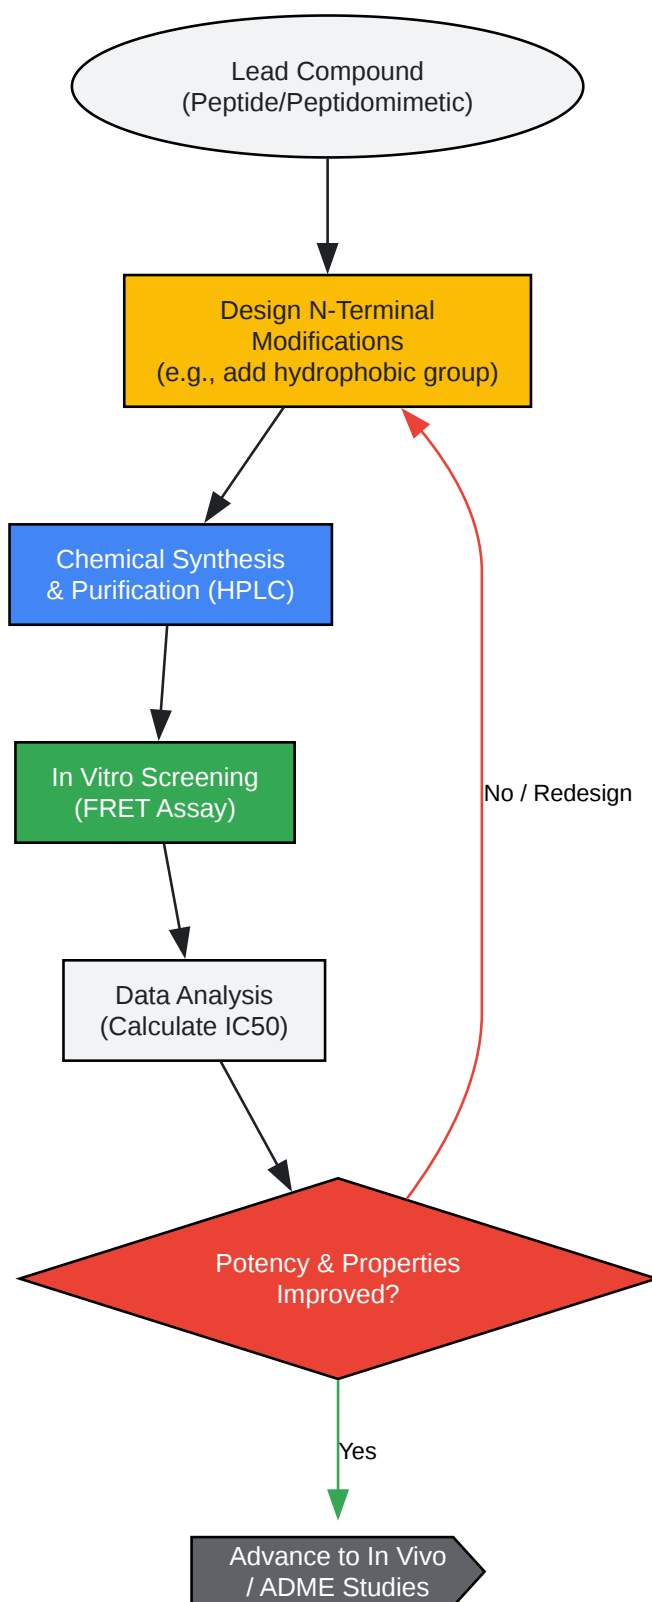 Lead Compound
(Peptide/Peptidomimetic)
Design N-Terminal
Modifications
(e.g., add hydrophobic group)
Chemical Synthesis
& Purification (HPLC)
In Vitro Screening
(FRET Assay)
No / Redesign
Data Analysis
(Calculate IC50)
Potency & Properties
Improved?
Yes
Advance to In Vivo
/ ADME Studies